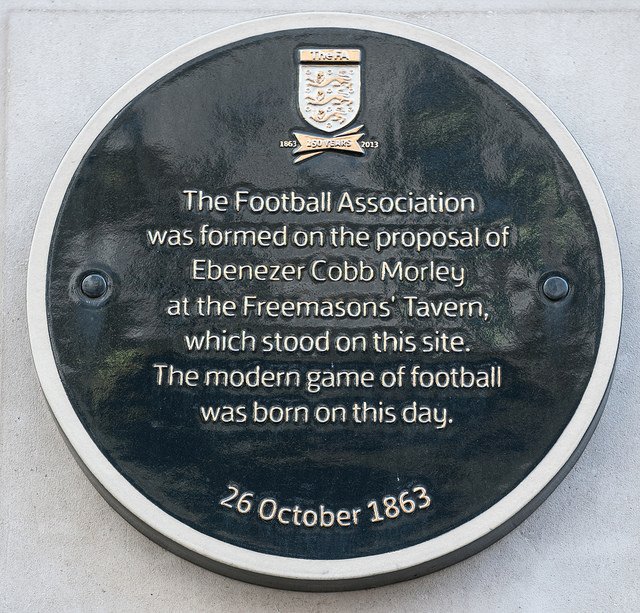 The FA
1863 150 YEARS 2013
The Football Association
was formed on the proposal of
Ebenezer Cobb Morley
at the Freemasons' Tavern,
which stood on this site.
The modern game of football
was born on this day.
26 October 1863